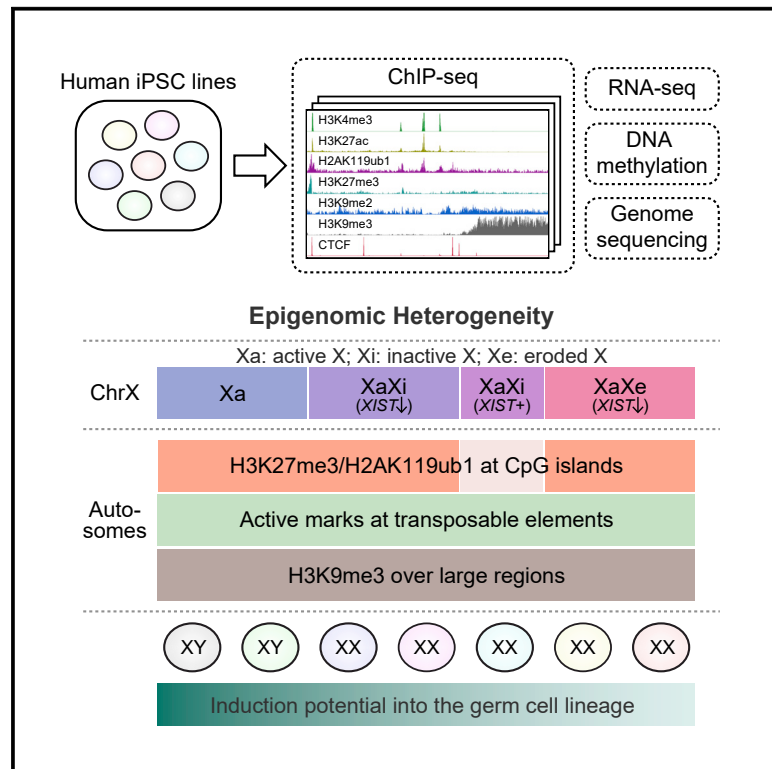 Human iPSC lines
ChIP-seq
H3K4me3
H3K27ac
H2AK119ub1
H3K27me3
H3K9me2
H3K9me3
CTCF
RNA-seq
DNA
methylation
Genome
sequencing
Epigenomic Heterogeneity
Xa: active X; Xi: inactive X; Xe: eroded X
ChrX
Xa
XaXi
(XIST↓)
XaXi
(XIST+)
XaXe
(XIST↓)
Auto-
somes
H3K27me3/H2AK119ub1 at CpG islands
Active marks at transposable elements
H3K9me3 over large regions
XY XY XX XX XX XX XX
Induction potential into the germ cell lineage